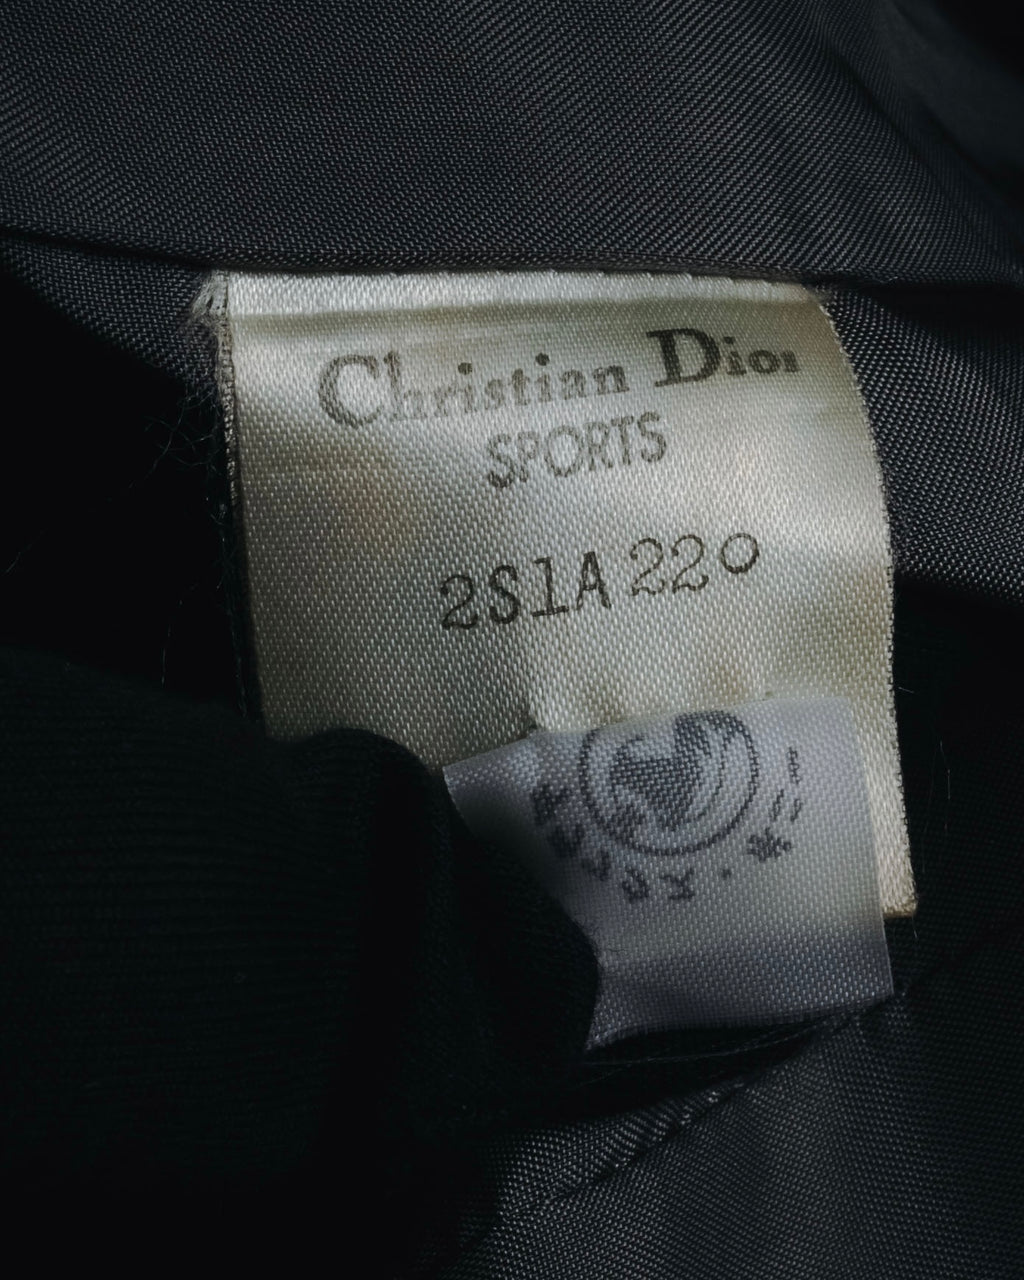 Christian Dior
SPORTS
2S1A 220